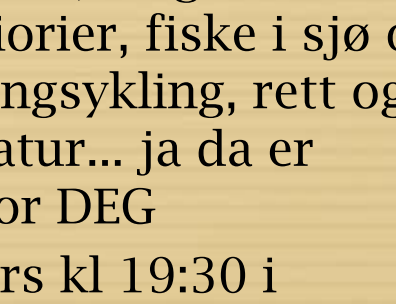 iorier, fiske i sjø o
ngsykling, rett og
atur... ja da er
or DEG
rs kl 19:30 i